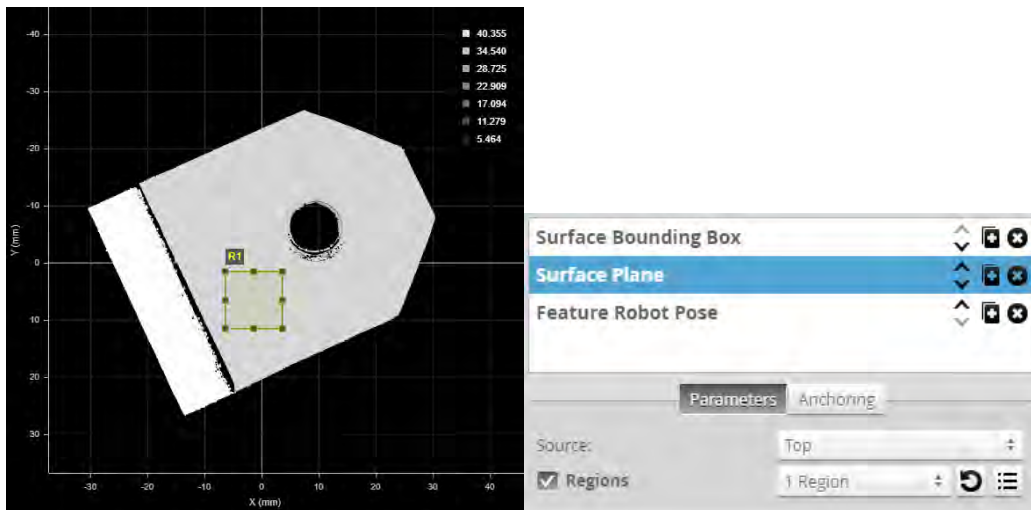 -40
-30
-20
-10
0
10
20
30
Y (mm)
40.355
34.540
28.725
22.909
17.094
11.279
5.464
R1
-30
-20
-10
0
10
20
30
40
X (mm)
Surface Bounding Box
Surface Plane
Feature Robot Pose
Parameters Anchoring
Source: Top
Regions 1 Region